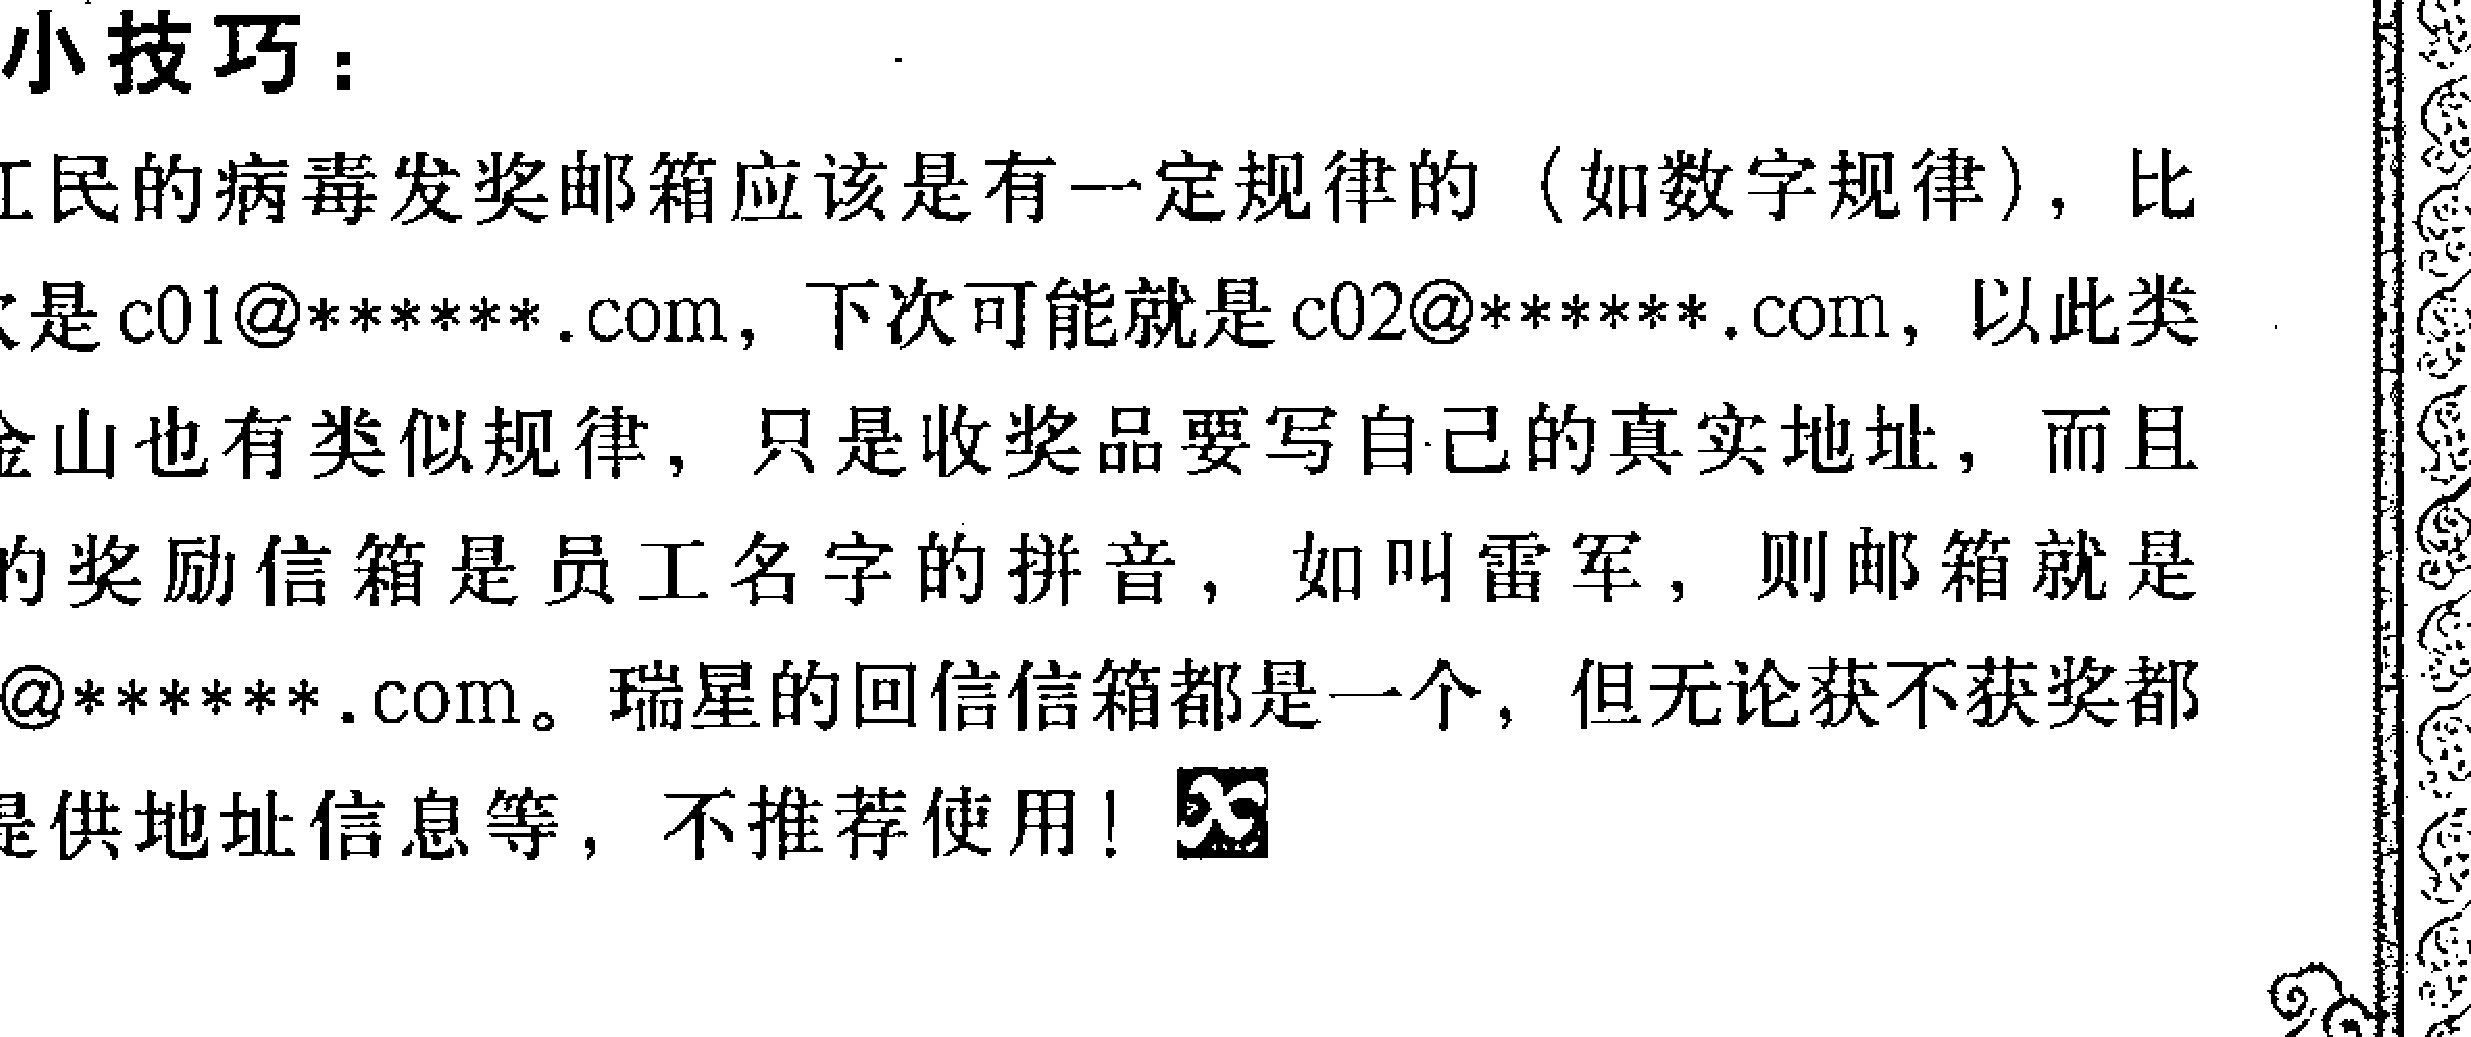 小技巧：
民的病毒发奖邮箱应该是有一定规律的（如数字规律），比
是c01@******.com，下次可能就是c02@******.com，以此类
金山也有类似规律，只是收奖品要写自己的真实地址，而且
的奖励信箱是员工名字的拼音，如叫雷军，则邮箱就是
@******.com。瑞星的回信信箱都是一个，但无论获不获奖都
供地址信息等，不推荐使用！